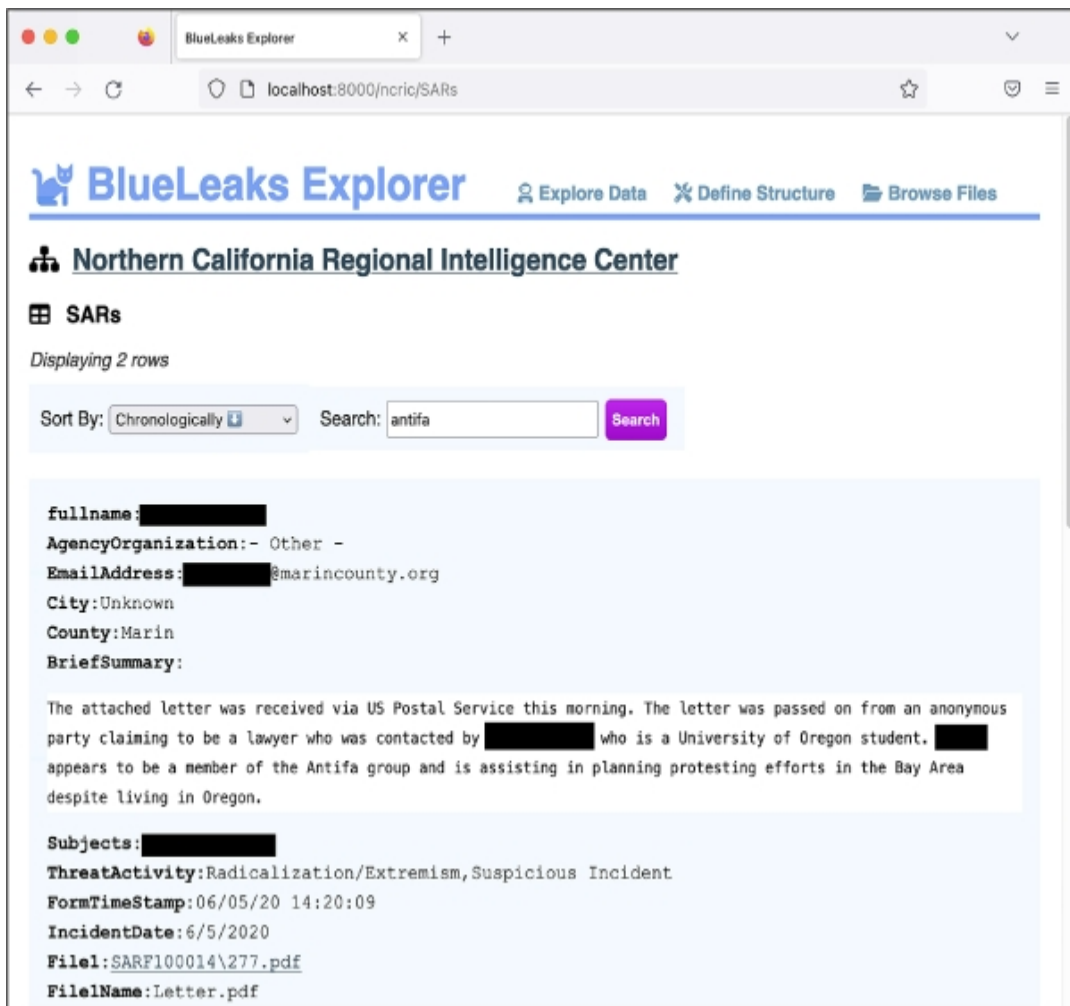 BlueLeaks Explorer
localhost:8000/ncric/SARs
BlueLeaks Explorer Explore Data Define Structure Browse Files
Northern California Regional Intelligence Center
SARs
Displaying 2 rows
Sort By: Chronologically Search: antifa Search
fullname:
AgencyOrganization:- Other -
EmailAddress: @marincounty.org
City:Unknown
County:Marin
BriefSummary:
The attached letter was received via US Postal Service this morning. The letter was passed on from an anonymous
party claiming to be a lawyer who was contacted by who is a University of Oregon student.
appears to be a member of the Antifa group and is assisting in planning protesting efforts in the Bay Area
despite living in Oregon.
Subjects:
ThreatActivity:Radicalization/Extremism,Suspicious Incident
FormTimeStamp:06/05/20 14:20:09
IncidentDate:6/5/2020
File1:SARF100014\277.pdf
File1Name:Letter.pdf